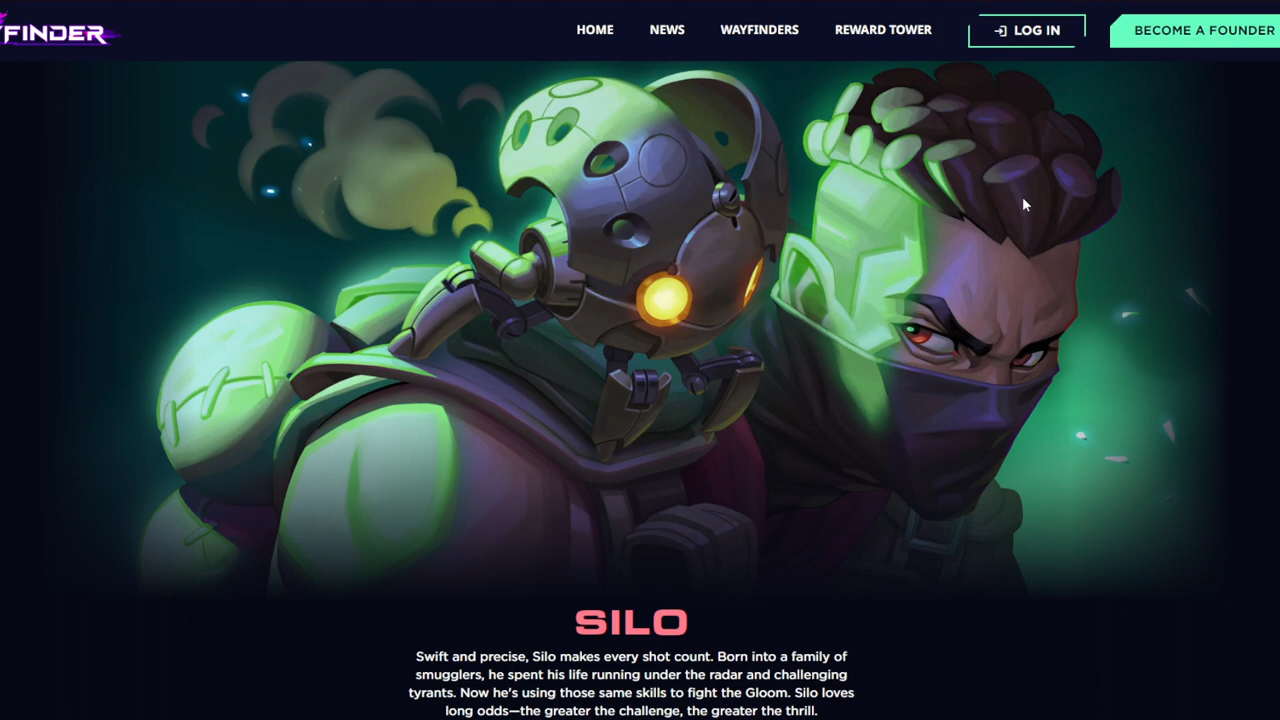 YFINDER
HOME NEWS WAYFINDERS REWARD TOWER LOG IN BECOME A FOUNDER
SILO
Swift and precise, Silo makes every shot count. Born into a family of
smugglers, he spent his life running under the radar and challenging
tyrants. Now he's using those same skills to fight the Gloom. Silo loves
long odds—the greater the challenge, the greater the thrill.